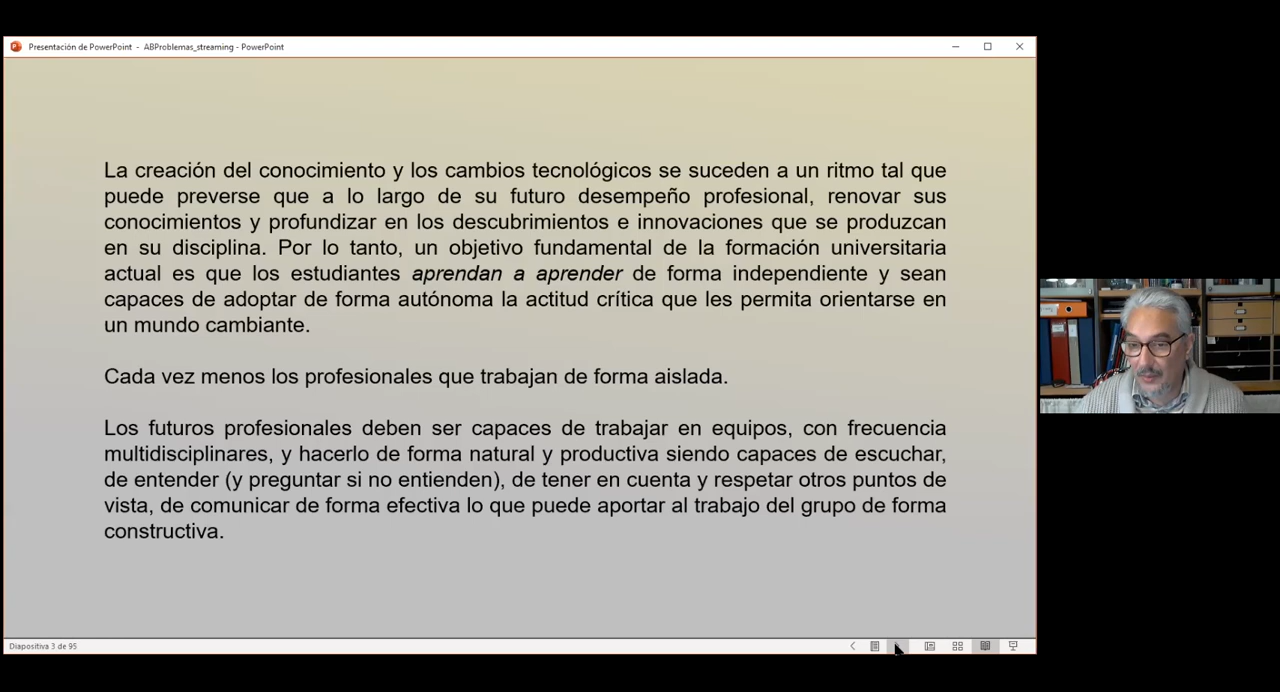 Presentación de PowerPoint - ABProblemas_streaming - PowerPoint
La creación del conocimiento y los cambios tecnológicos se suceden a un ritmo tal que
puede preverse que a lo largo de su futuro desempeño profesional, renovar sus
conocimientos y profundizar en los descubrimientos e innovaciones que se produzcan
en su disciplina. Por lo tanto, un objetivo fundamental de la formación universitaria
actual es que los estudiantes aprendan a aprender de forma independiente y sean
capaces de adoptar de forma autónoma la actitud crítica que les permita orientarse en
un mundo cambiante.
Cada vez menos los profesionales que trabajan de forma aislada.
Los futuros profesionales deben ser capaces de trabajar en equipos, con frecuencia
multidisciplinares, y hacerlo de forma natural y productiva siendo capaces de escuchar,
de entender (y preguntar si no entienden), de tener en cuenta y respetar otros puntos de
vista, de comunicar de forma efectiva lo que puede aportar al trabajo del grupo de forma
constructiva.
Diapositiva 3 de 95